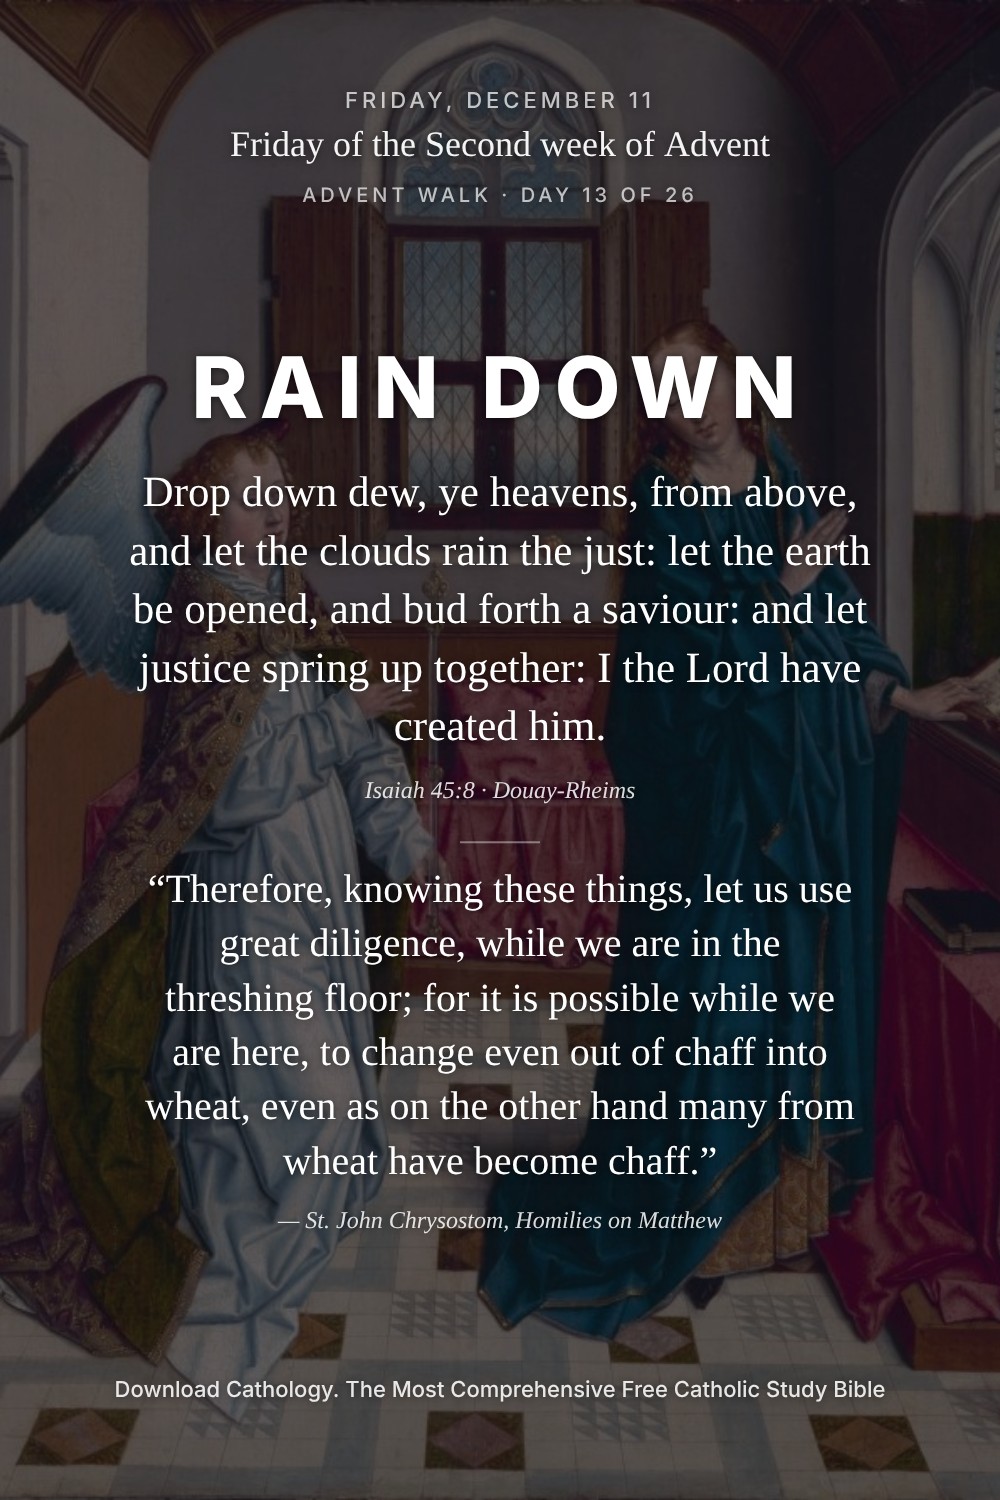 FRIDAY, DECEMBER 11
Friday of the Second week of Advent
ADVENT WALK · DAY 13 OF 26
RAIN DOWN
Drop down dew, ye heavens, from above,
and let the clouds rain the just: let the earth
be opened, and bud forth a saviour: and let
justice spring up together: I the Lord have
created him.
Isaiah 45:8 · Douay-Rheims
“Therefore, knowing these things, let us use
great diligence, while we are in the
threshing floor; for it is possible while we
are here, to change even out of chaff into
wheat, even as on the other hand many from
wheat have become chaff.”
— St. John Chrysostom, Homilies on Matthew
Download Cathology. The Most Comprehensive Free Catholic Study Bible